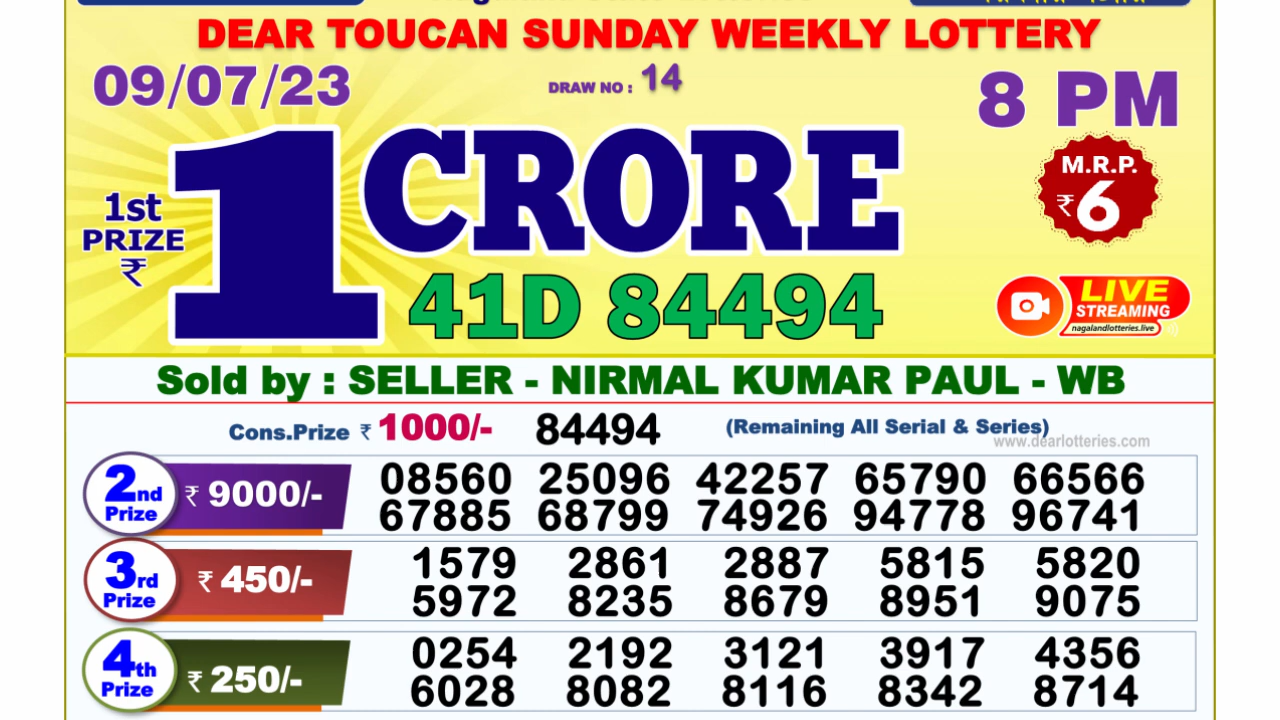 DEAR TOUCAN SUNDAY WEEKLY LOTTERY
09/07/23
DRAW NO : 14
8 PM
1st
PRIZE
₹
1 CRORE
M.R.P.
₹6
41D 84494
LIVE
STREAMING
nagalandlotteries.live
Sold by : SELLER - NIRMAL KUMAR PAUL - WB
Cons.Prize ₹ 1000/- 84494 (Remaining All Serial & Series)
www.dearlotteries.com
2nd Prize ₹ 9000/-
08560 25096 42257 65790 66566
67885 68799 74926 94778 96741
3rd Prize ₹ 450/-
1579 2861 2887 5815 5820
5972 8235 8679 8951 9075
4th Prize ₹ 250/-
0254 2192 3121 3917 4356
6028 8082 8116 8342 8714